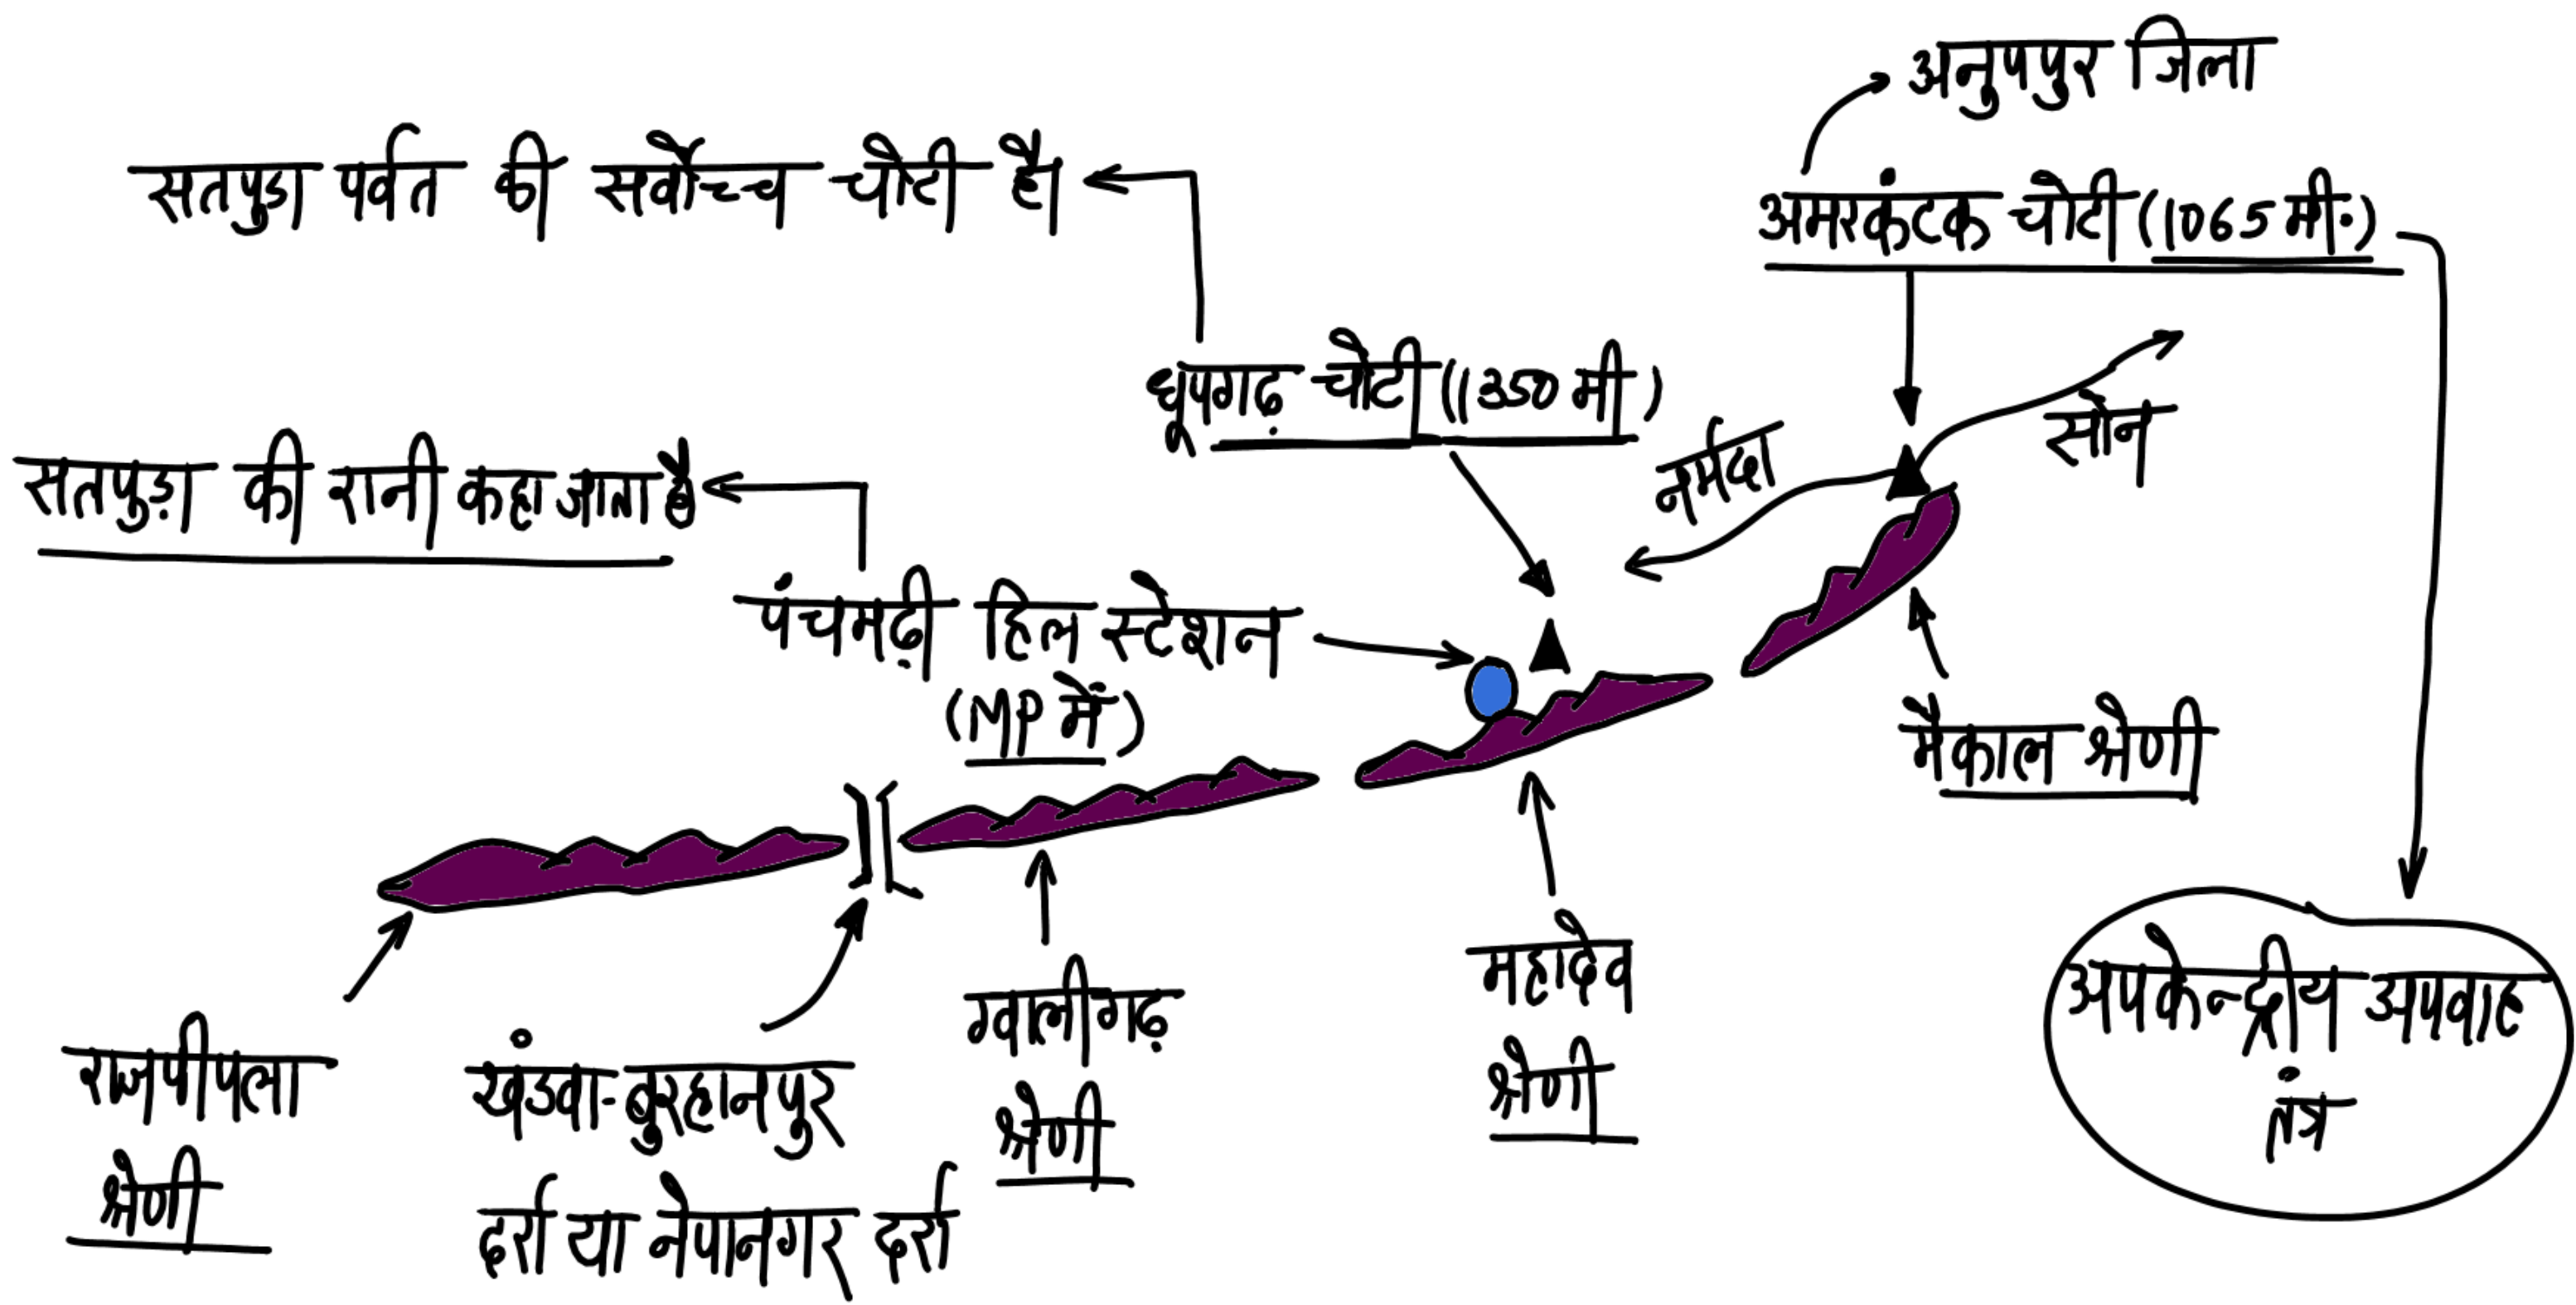 अनुपपुर जिला
सतपुडा पर्वत की सर्वोच्च चोटी है।
अमरकंटक चोटी (1065 मी.)
धूपगढ़ चोटी (1350 मी)
सोन
नर्मदा
सतपुड़ा की रानी कहा जाता है
पंचमढ़ी हिल स्टेशन
(MP में)
मैकाल श्रेणी
महादेव
श्रेणी
ग्वालीगढ़
श्रेणी
राजपीपला
श्रेणी
खंडवा-बुरहानपुर
दर्रा या नेपानगर दर्रा
अपकेन्द्रीय अपवाह
तंत्र